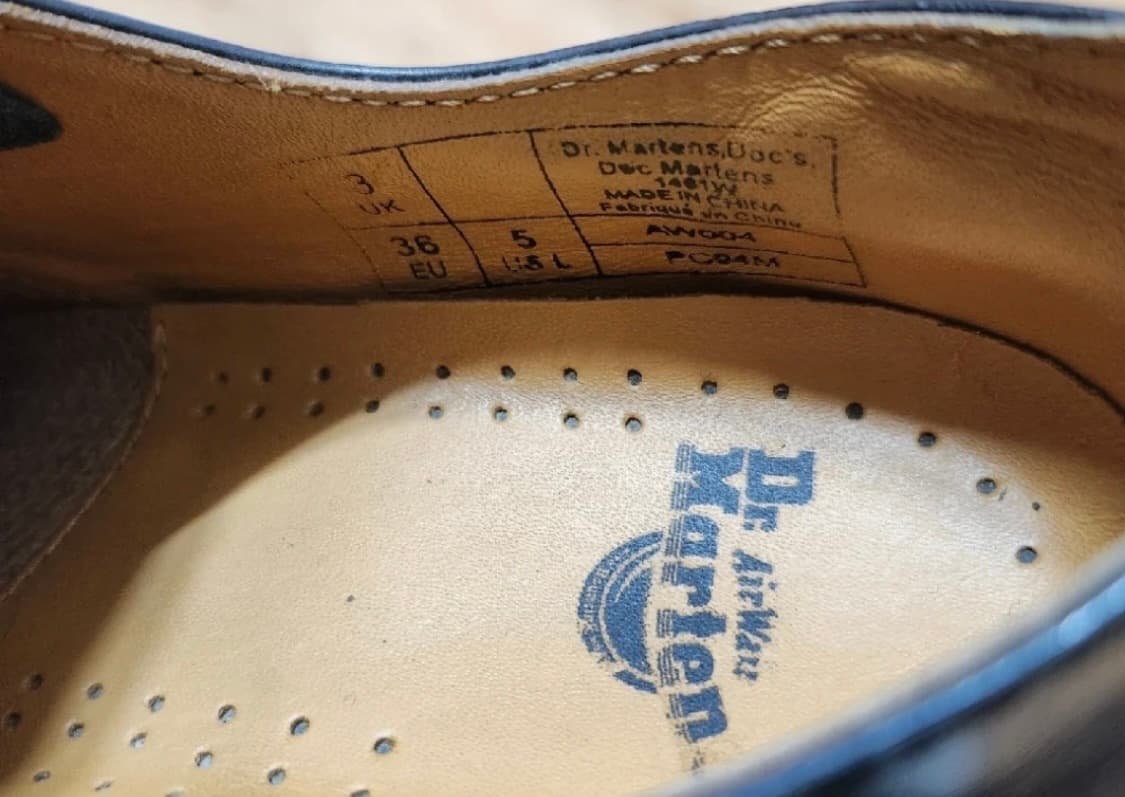 3
UK
36
EU
5
US L
Dr. Martens,Doc's,
Doc Martens
1461W
MADE IN CHINA
Fabriqué en Chine
AW004
PC04M
Dr.
Marten
AirWair